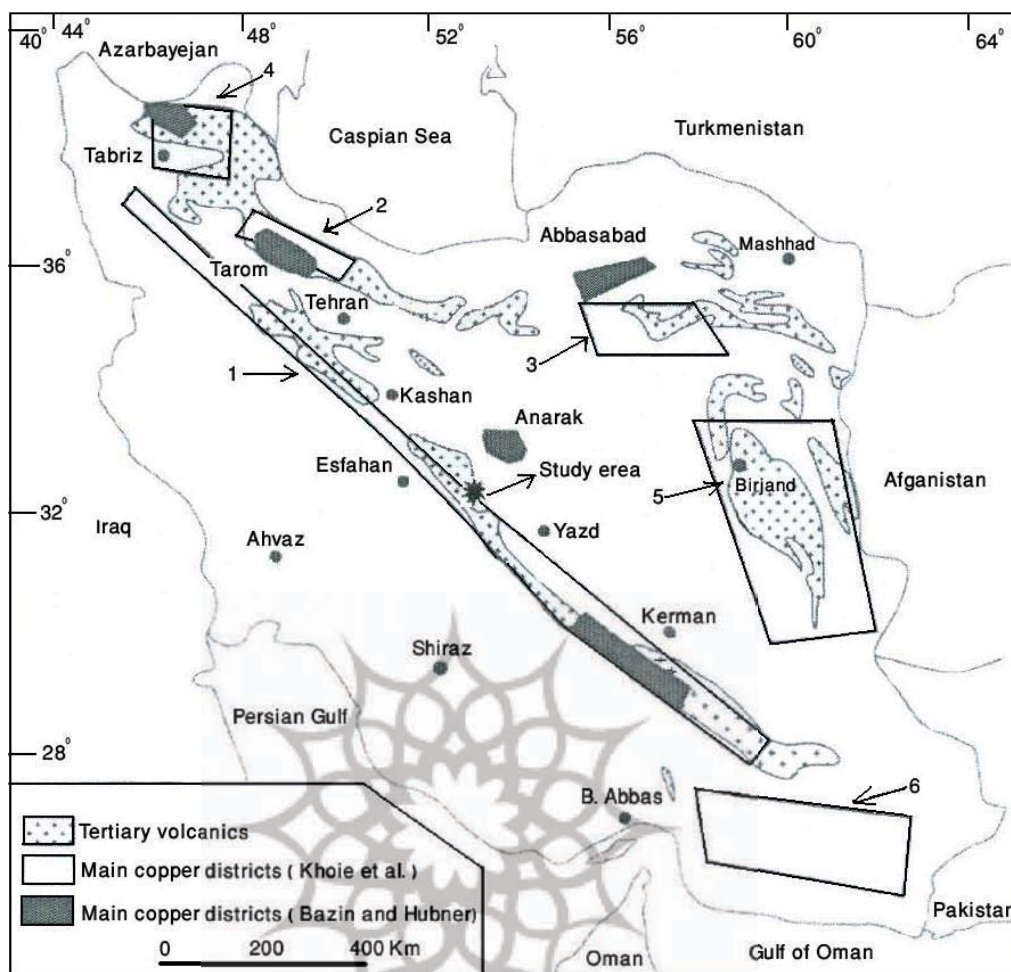 40° 44° 48° 52° 56° 60° 64°
Azarbayejan
4
Caspian Sea
Turkmenistan
Tabriz
2
Abbasabad
Mashhad
36°
Tarom
Tehran
3
1
Kashan
Anarak
Esfahan
Study erea
5
Birjand
Afganistan
32°
Iraq
Ahvaz
Yazd
Kerman
Shiraz
Persian Gulf
28°
B. Abbas
6
Tertiary volcanics
Main copper districts ( Khoie et al. )
Main copper districts ( Bazin and Hubner)
0 200 400 Km
Pakistan
Oman
Gulf of Oman